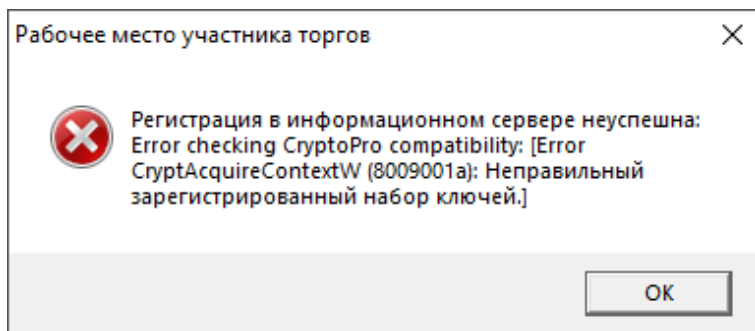 Рабочее место участника торгов
Регистрация в информационном сервере неуспешна:
Error checking CryptoPro compatibility: [Error
CryptAcquireContextW (8009001a): Неправильный
зарегистрированный набор ключей.]
OK